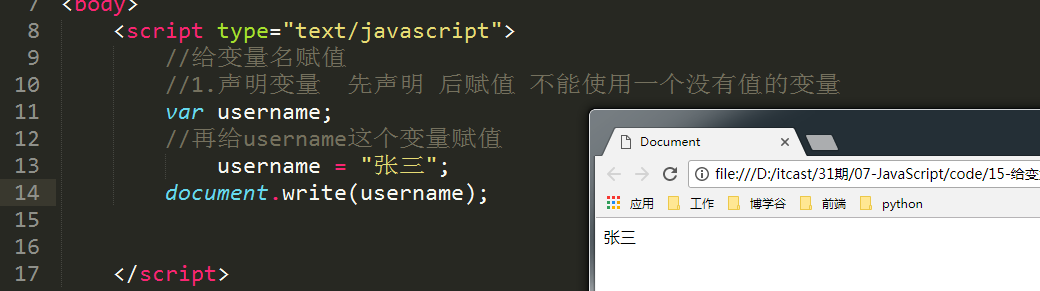 7 <body>
8 <script type="text/javascript">
9 //给变量名赋值
10 //1.声明变量 先声明 后赋值 不能使用一个没有值的变量
11 var username;
12 //再给username这个变量赋值
13 username = "张三";
14 document.write(username);
15
16
17 </script>
Document
file:///D:/itcast/31期/07-JavaScript/code/15-给变
应用 工作 博学谷 前端 python
张三